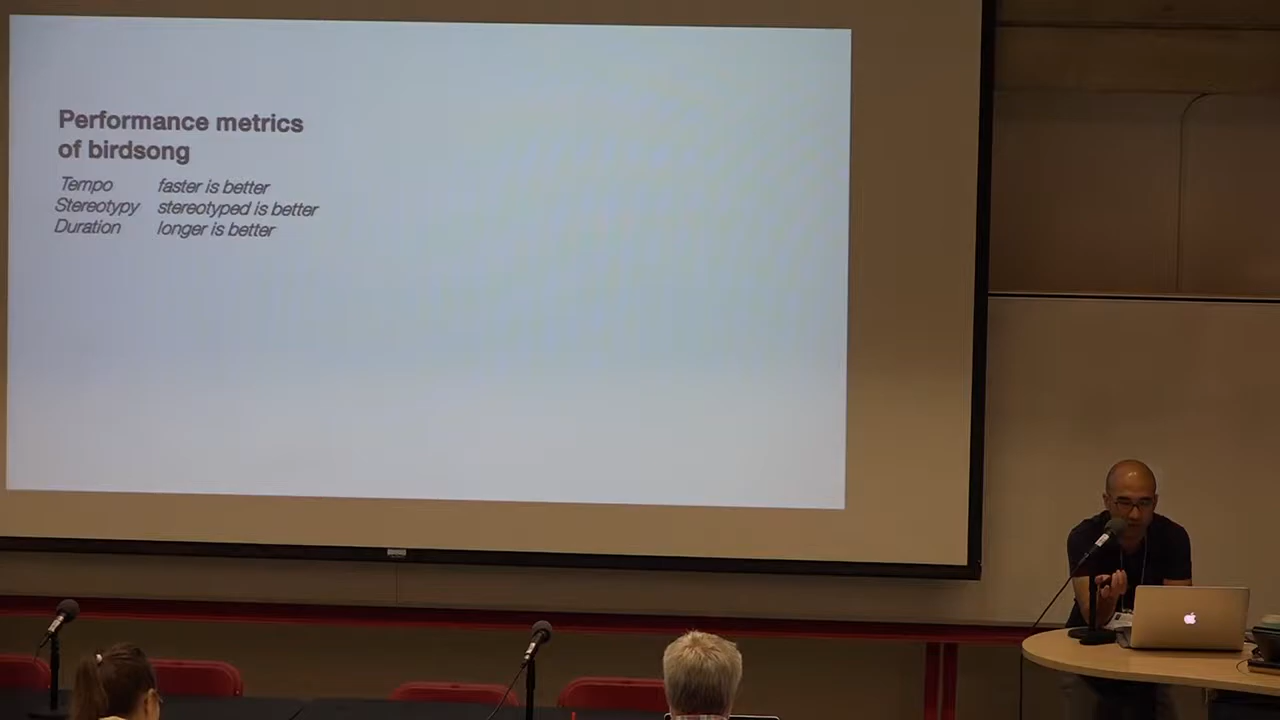 Performance metrics
of birdsong
Tempo faster is better
Stereotypy stereotyped is better
Duration longer is better